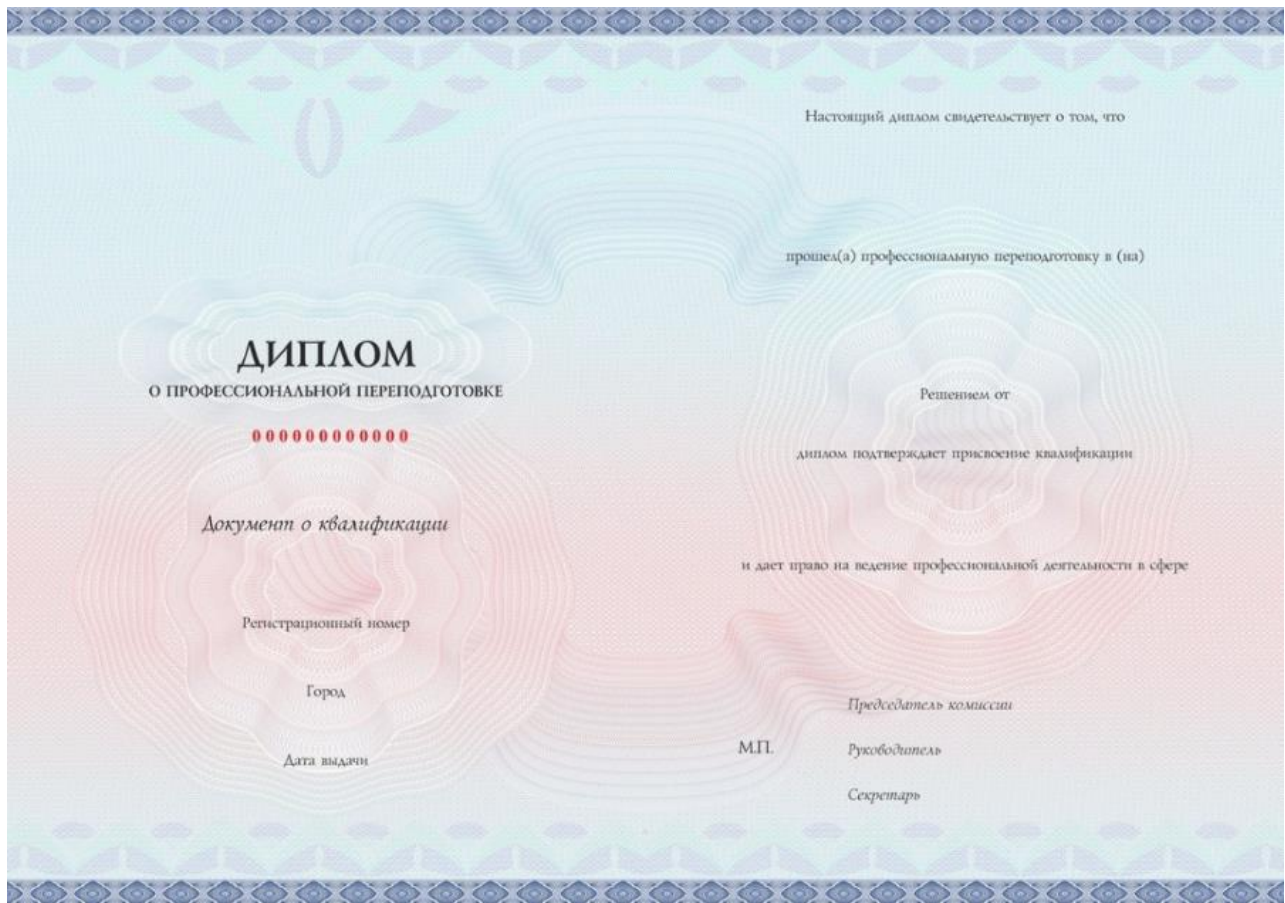 ДИПЛОМ
О ПРОФЕССИОНАЛЬНОЙ ПЕРЕПОДГОТОВКЕ
000000000000
Документ о квалификации
Регистрационный номер
Город
Дата выдачи
Настоящий диплом свидетельствует о том, что
прошел(а) профессиональную переподготовку в (на)
Решением от
диплом подтверждает присвоение квалификации
и дает право на ведение профессиональной деятельности в сфере
Председатель комиссии
М.П. Руководитель
Секретарь